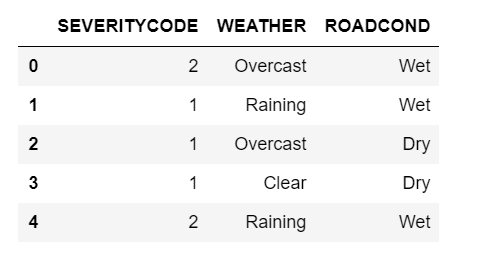 SEVERITYCODE WEATHER ROADCOND
0 2 Overcast Wet
1 1 Raining Wet
2 1 Overcast Dry
3 1 Clear Dry
4 2 Raining Wet